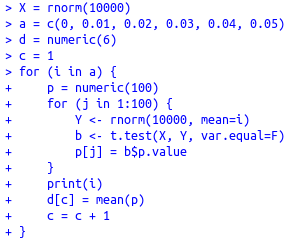 > X = rnorm(10000)
> a = c(0, 0.01, 0.02, 0.03, 0.04, 0.05)
> d = numeric(6)
> c = 1
> for (i in a) {
+     p = numeric(100)
+     for (j in 1:100) {
+         Y <- rnorm(10000, mean=i)
+         b <- t.test(X, Y, var.equal=F)
+         p[j] = b$p.value
+     }
+     print(i)
+     d[c] = mean(p)
+     c = c + 1
+ }